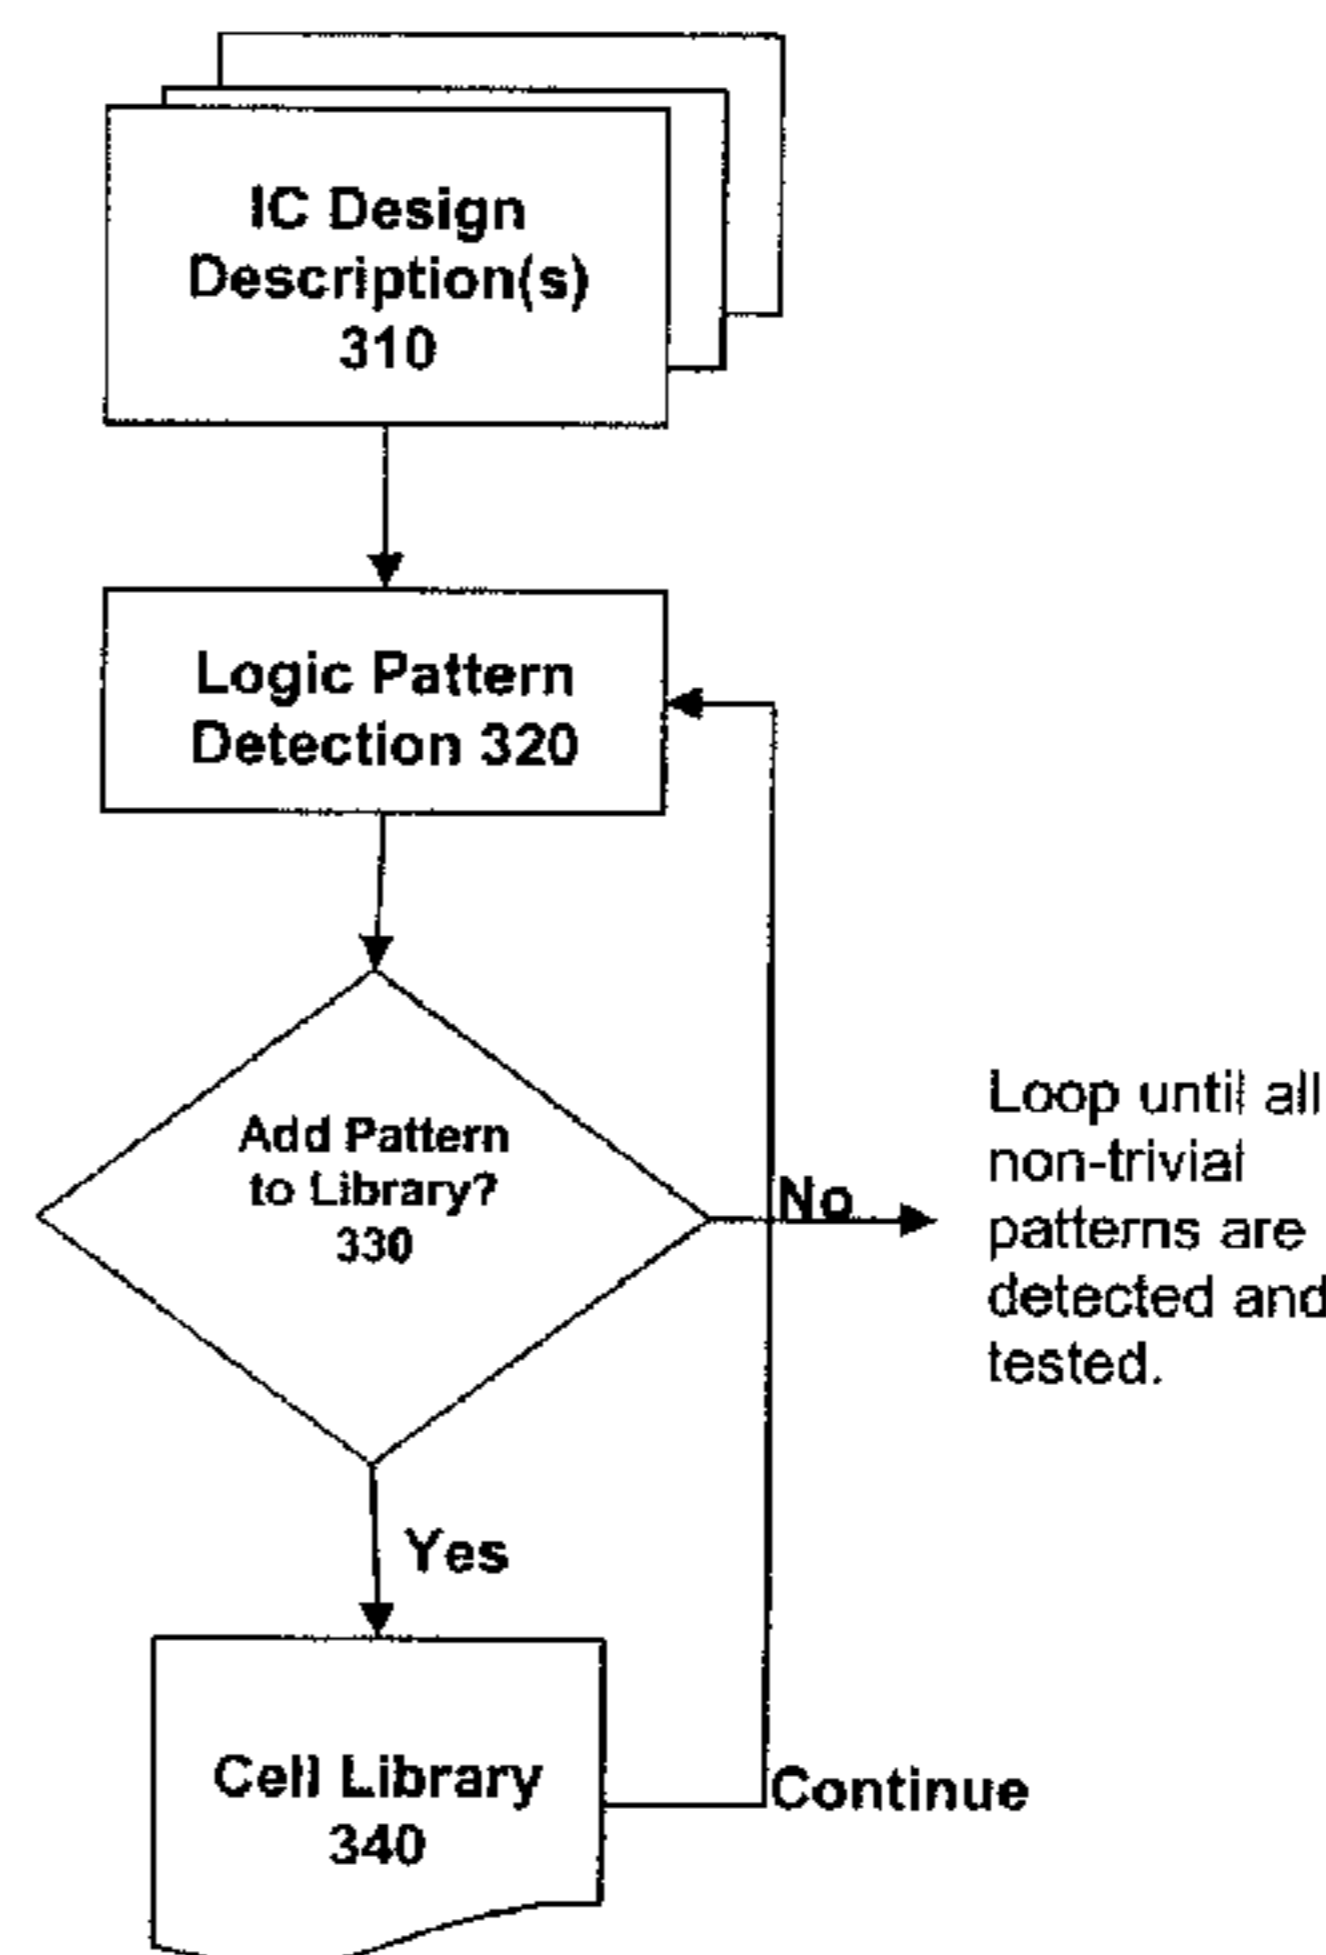 IC Design
Description(s)
310
Logic Pattern
Detection 320
Add Pattern
to Library?
330
No
Loop until all
non-trivial
patterns are
detected and
tested.
Yes
Cell Library
340
Continue